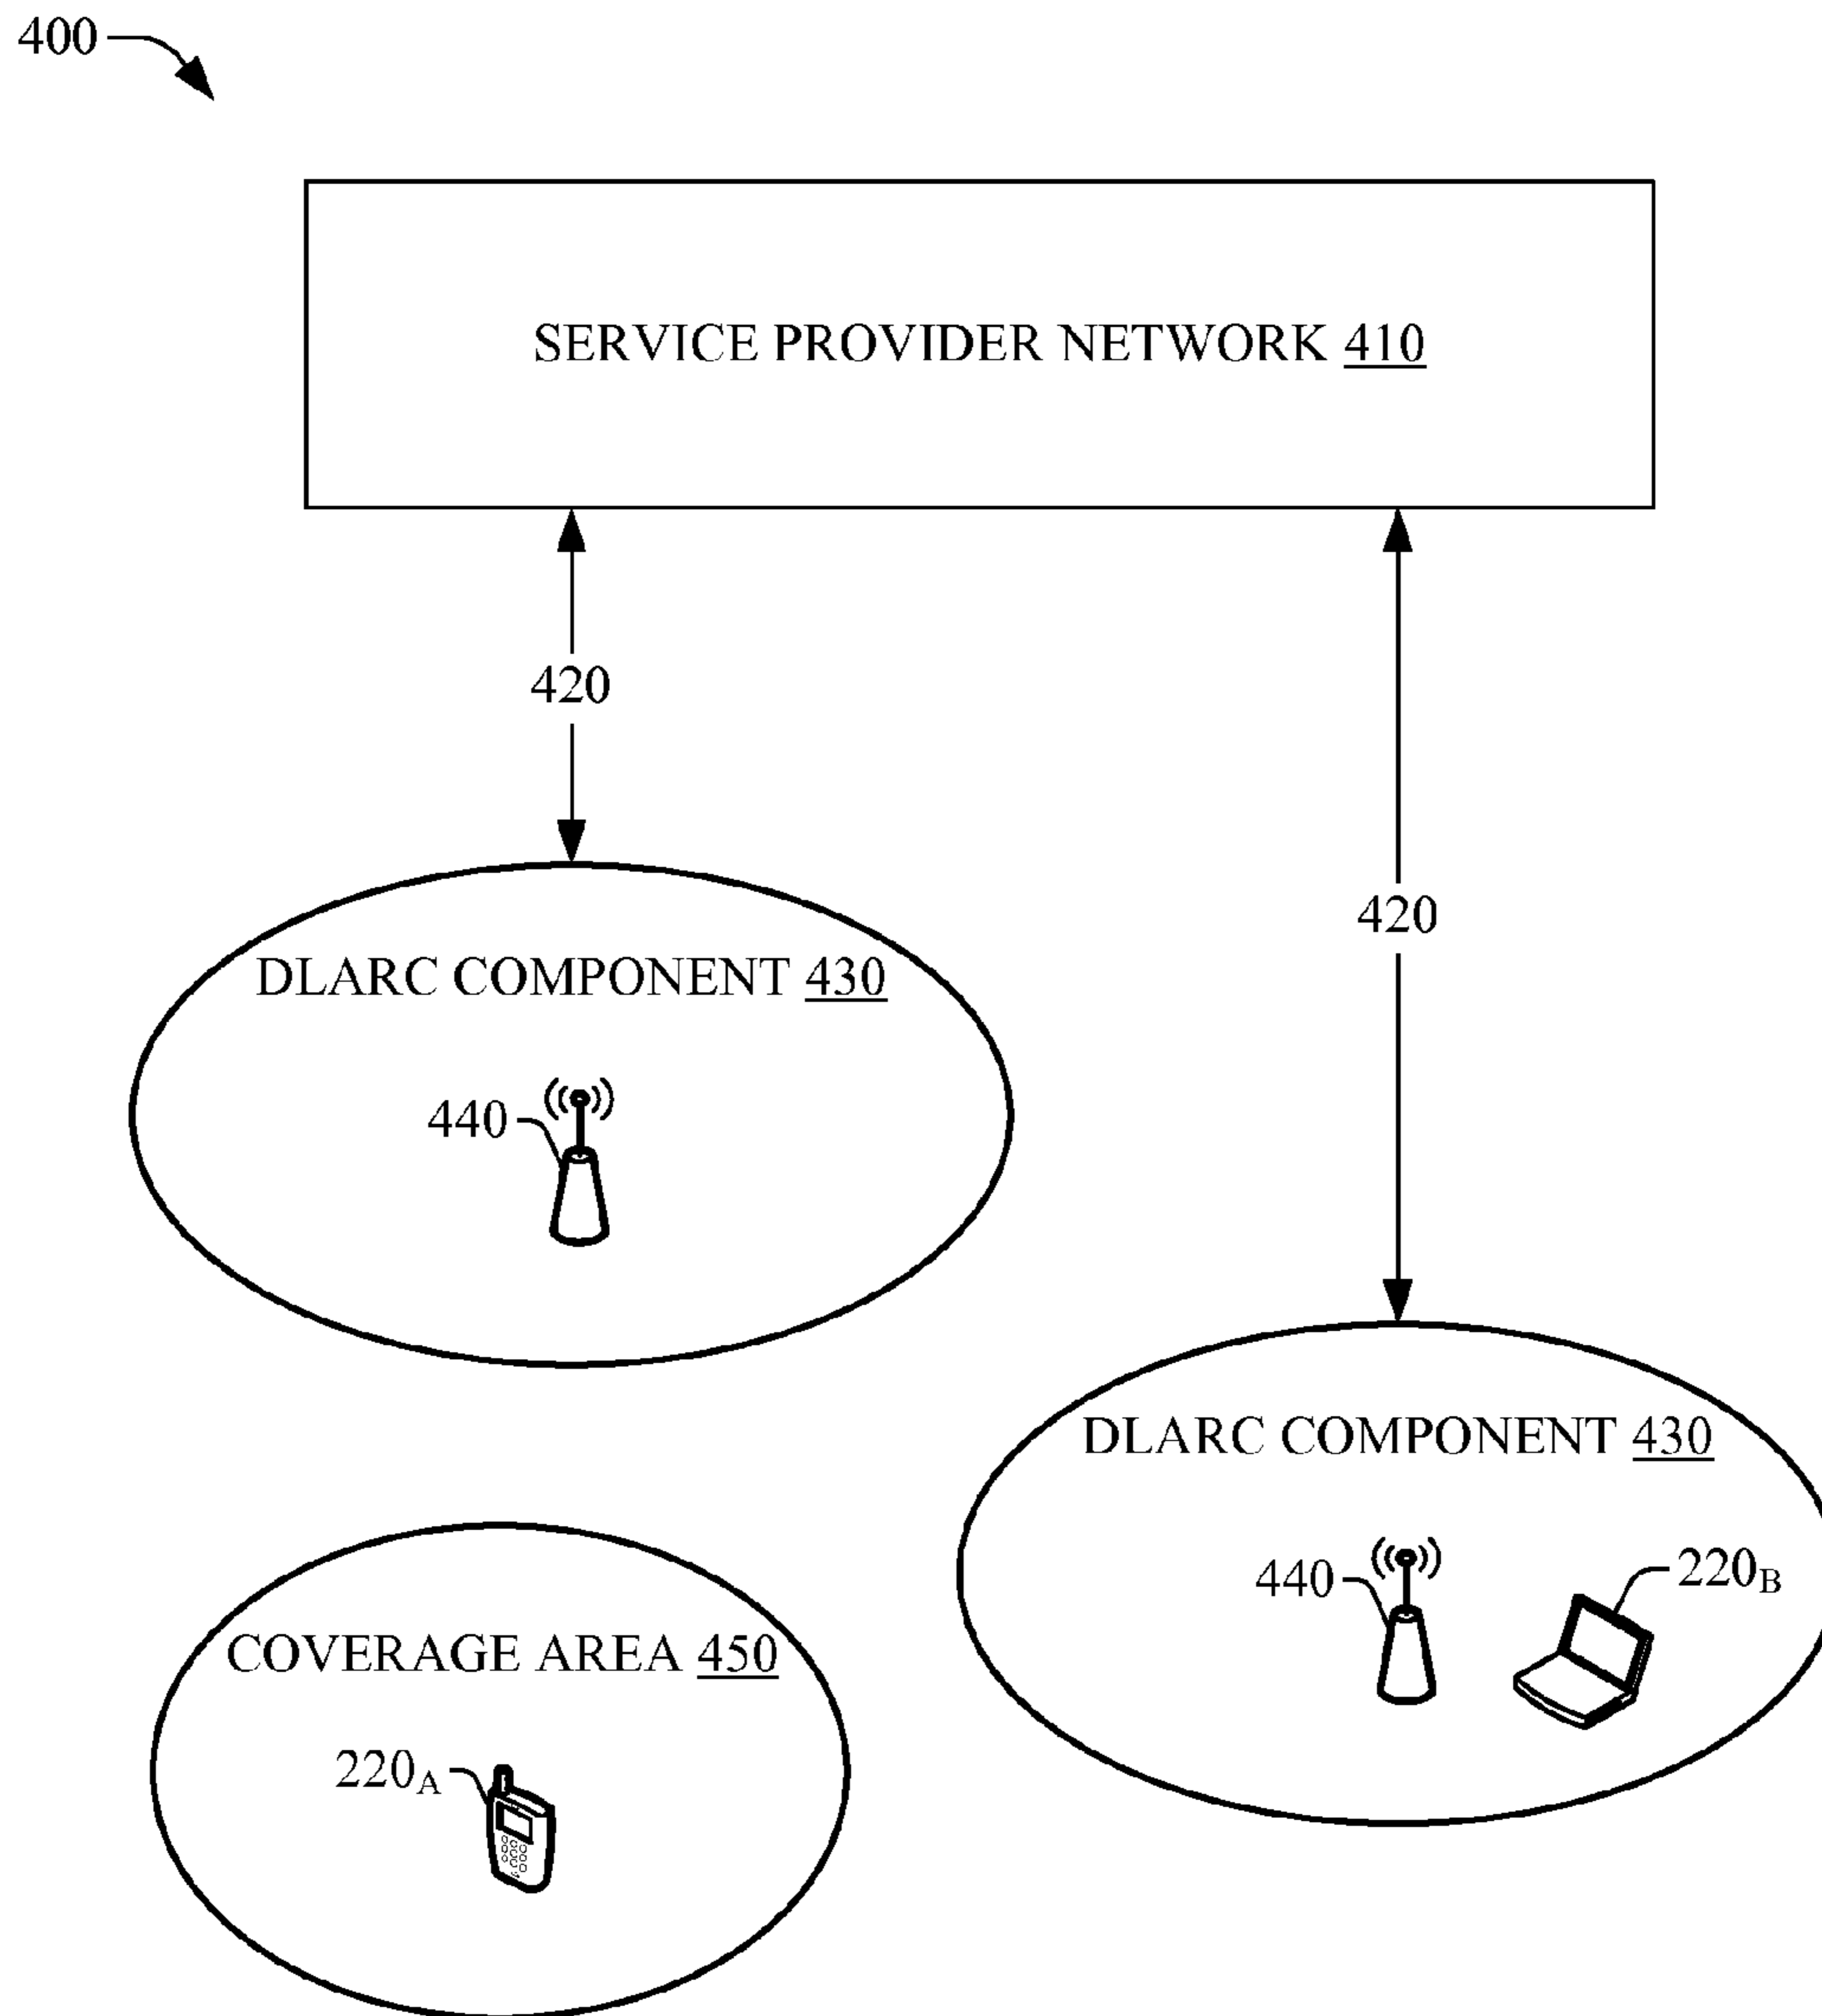 400
SERVICE PROVIDER NETWORK 410
420
420
DLARC COMPONENT 430
440
DLARC COMPONENT 430
440
220B
COVERAGE AREA 450
220A